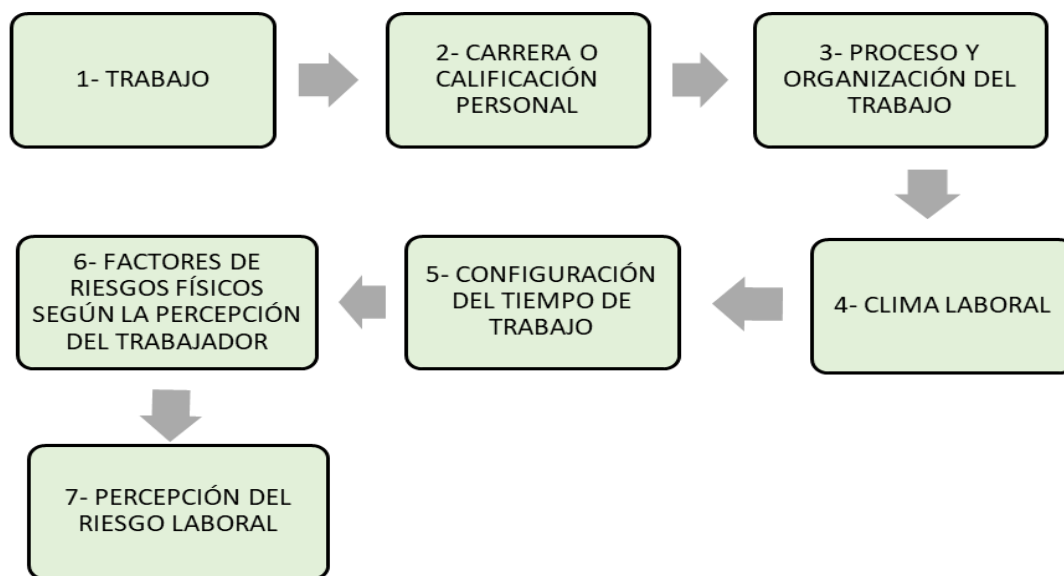 1- TRABAJO
2- CARRERA O
CALIFICACIÓN
PERSONAL
3- PROCESO Y
ORGANIZACIÓN DEL
TRABAJO
4- CLIMA LABORAL
5- CONFIGURACIÓN
DEL TIEMPO DE
TRABAJO
6- FACTORES DE
RIESGOS FÍSICOS
SEGÚN LA PERCEPCIÓN
DEL TRABAJADOR
7- PERCEPCIÓN DEL
RIESGO LABORAL